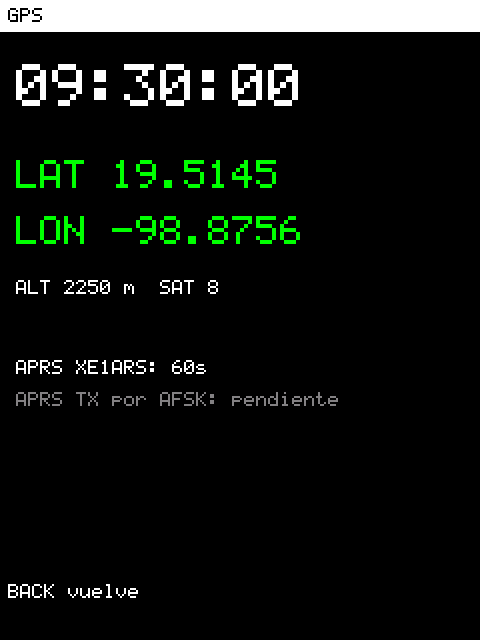 GPS
09:30:00
LAT 19.5145
LON -98.8756
ALT 2250 m  SAT 8
APRS XE1ARS: 60s
APRS TX por AFSK: pendiente
BACK vuelve